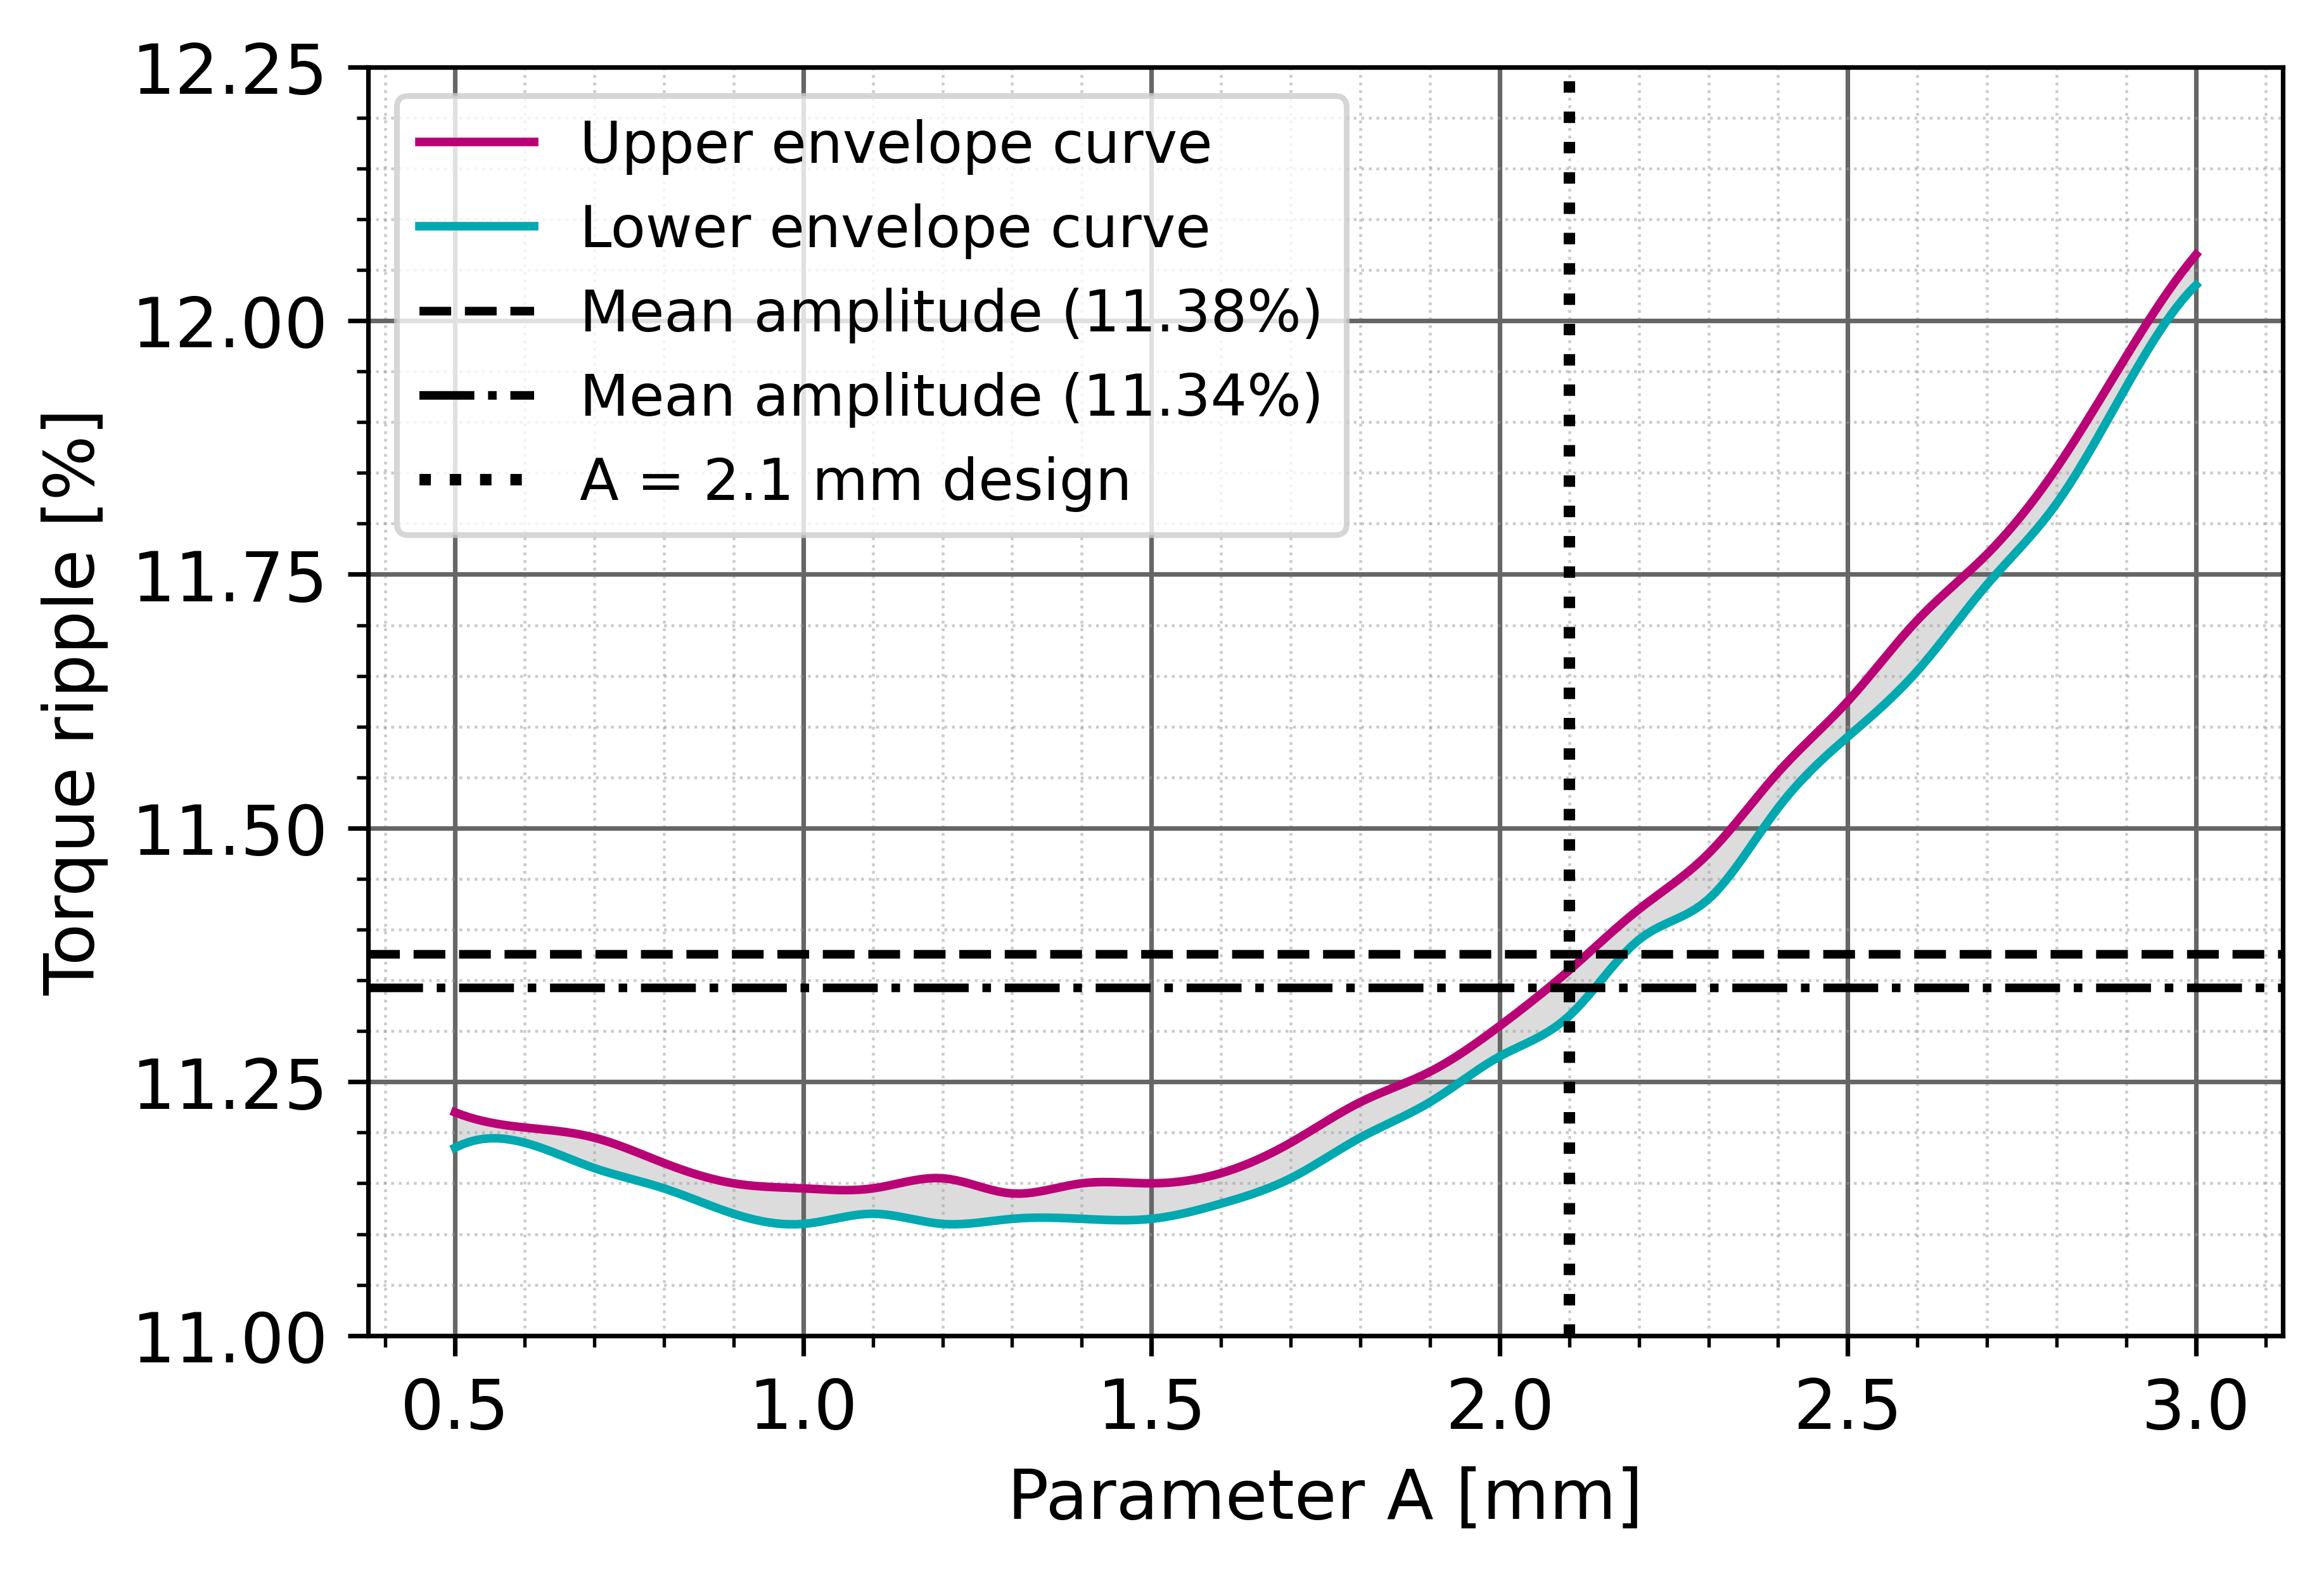 12.25
12.00
11.75
11.50
11.25
11.00
Torque ripple [%]
Upper envelope curve
Lower envelope curve
Mean amplitude (11.38%)
Mean amplitude (11.34%)
A = 2.1 mm design
0.5 1.0 1.5 2.0 2.5 3.0
Parameter A [mm]